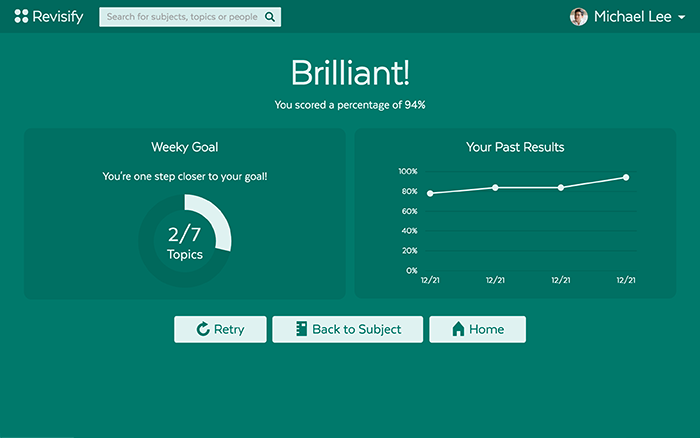 Revisify
Search for subjects, topics or people
Michael Lee
Brilliant!
You scored a percentage of 94%
Weeky Goal
You're one step closer to your goal!
2/7
Topics
Your Past Results
100%
80%
60%
40%
20%
0%
12/21 12/21 12/21 12/21
Retry
Back to Subject
Home